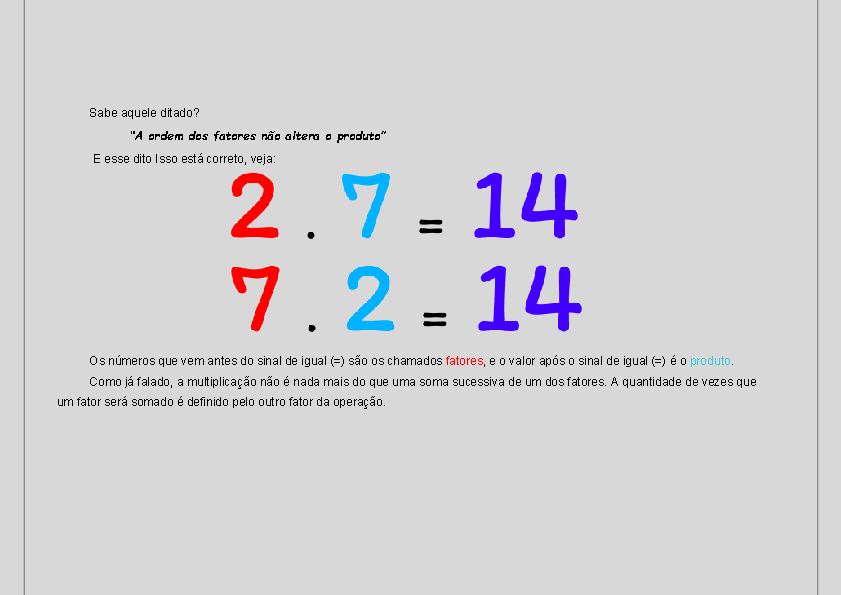 Sabe aquele ditado?
"A ordem dos fatores não altera o produto"
E esse dito Isso está correto, veja:
2 . 7 = 14
7 . 2 = 14
Os números que vem antes do sinal de igual (=) são os chamados fatores, e o valor após o sinal de igual (=) é o produto.
Como já falado, a multiplicação não é nada mais do que uma soma sucessiva de um dos fatores. A quantidade de vezes que
um fator será somado é definido pelo outro fator da operação.